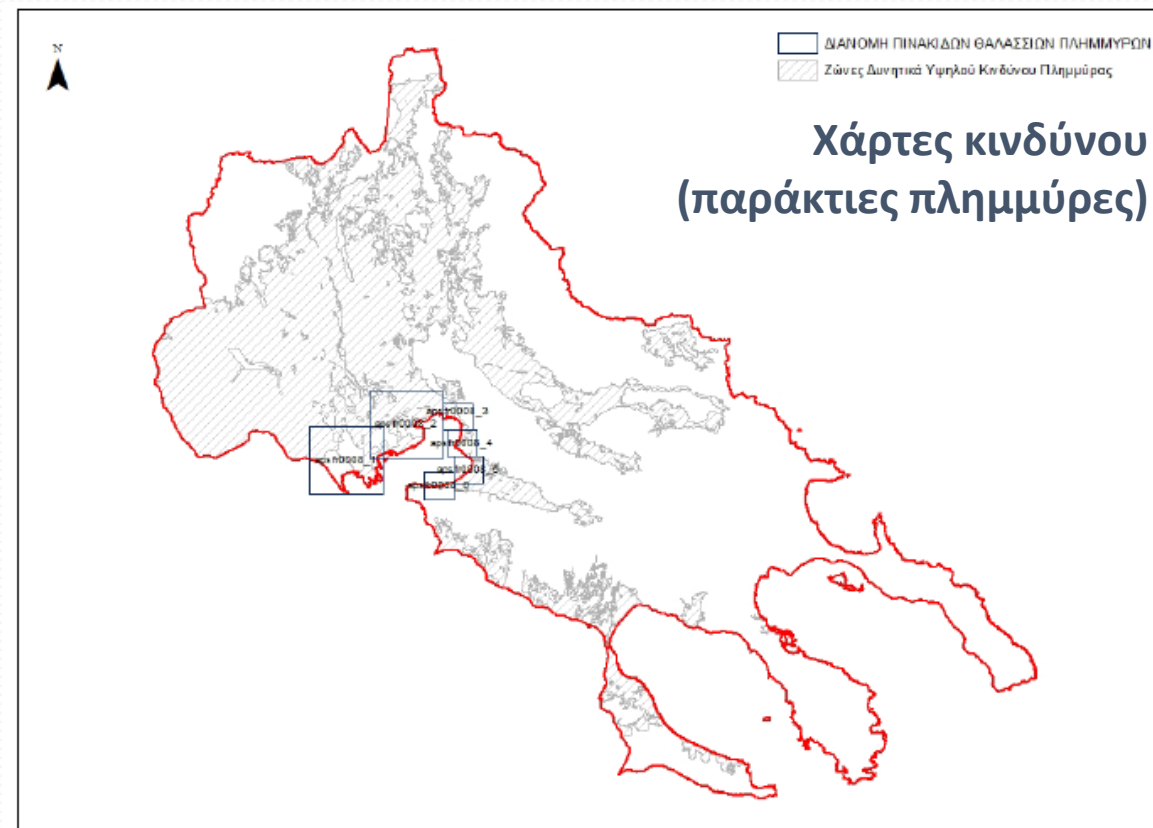 N
ΔΙΑΝΟΜΗ ΠΙΝΑΚΙΔΩΝ ΘΑΛΑΣΣΙΩΝ ΠΛΗΜΜΥΡΩΝ
Ζώνες Δυνητικά Υψηλού Κινδύνου Πλημμύρας
Χάρτες κινδύνου
(παράκτιες πλημμύρες)